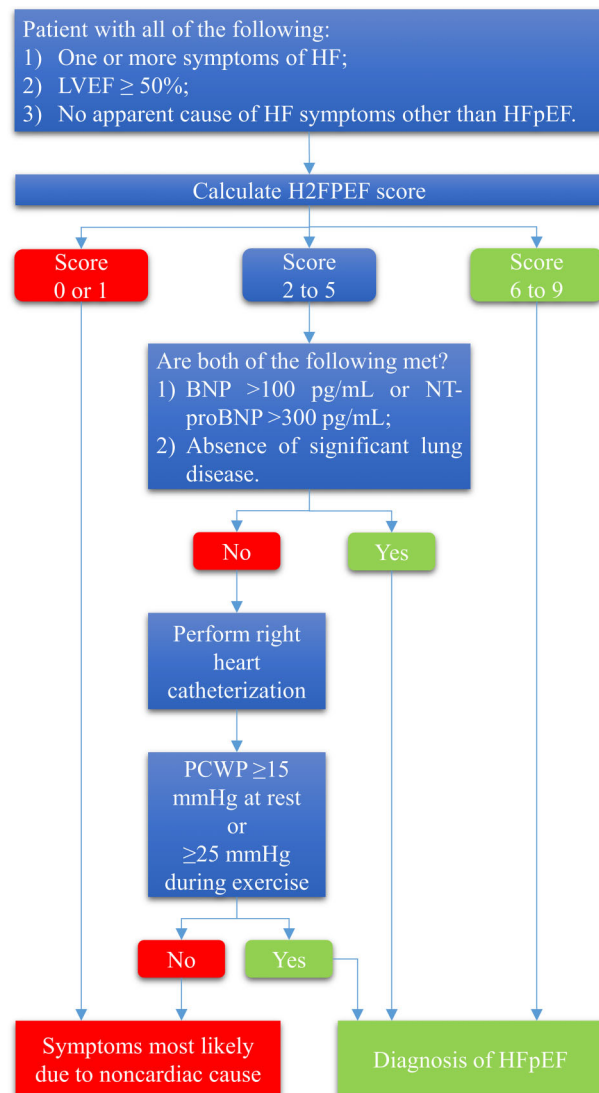 Patient with all of the following:
1) One or more symptoms of HF;
2) LVEF ≥ 50%;
3) No apparent cause of HF symptoms other than HFpEF.
Calculate H2FPEF score
Score
0 or 1
Score
2 to 5
Score
6 to 9
Are both of the following met?
1) BNP >100 pg/mL or NT-
proBNP >300 pg/mL;
2) Absence of significant lung
disease.
No
Yes
Perform right
heart
catheterization
PCWP ≥15
mmHg at rest
or
≥25 mmHg
during exercise
No
Yes
Symptoms most likely
due to noncardiac cause
Diagnosis of HFpEF